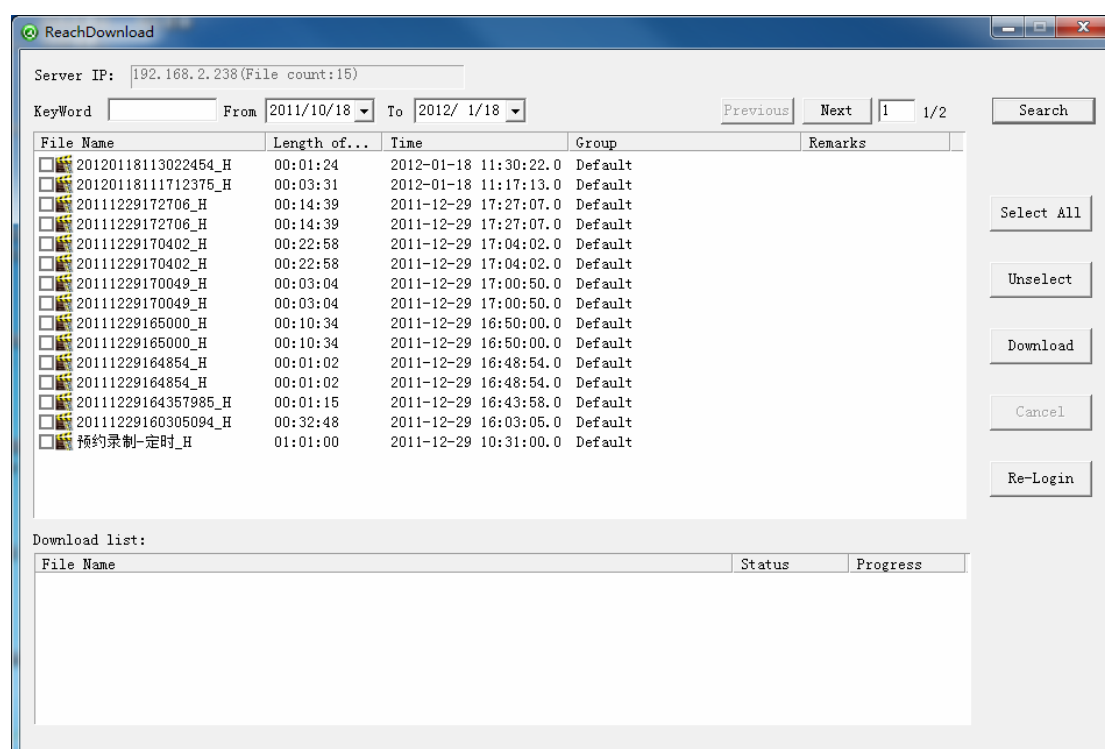 ReachDownload
Server IP: 192.168.2.238(File count:15)
KeyWord From 2011/10/18 To 2012/ 1/18 Previous Next 1 1/2 Search
File Name Length of... Time Group Remarks
20120118113022454_H 00:01:24 2012-01-18 11:30:22.0 Default
20120118111712375_H 00:03:31 2012-01-18 11:17:13.0 Default
20111229172706_H 00:14:39 2011-12-29 17:27:07.0 Default
20111229172706_H 00:14:39 2011-12-29 17:27:07.0 Default
20111229170402_H 00:22:58 2011-12-29 17:04:02.0 Default
20111229170402_H 00:22:58 2011-12-29 17:04:02.0 Default
20111229170049_H 00:03:04 2011-12-29 17:00:50.0 Default
20111229170049_H 00:03:04 2011-12-29 17:00:50.0 Default
20111229165000_H 00:10:34 2011-12-29 16:50:00.0 Default
20111229165000_H 00:10:34 2011-12-29 16:50:00.0 Default
20111229164854_H 00:01:02 2011-12-29 16:48:54.0 Default
20111229164854_H 00:01:02 2011-12-29 16:48:54.0 Default
20111229164357985_H 00:01:15 2011-12-29 16:43:58.0 Default
20111229160305094_H 00:32:48 2011-12-29 16:03:05.0 Default
预约录制-定时_H 01:01:00 2011-12-29 10:31:00.0 Default
Select All
Unselect
Download
Cancel
Re-Login
Download list:
File Name Status Progress